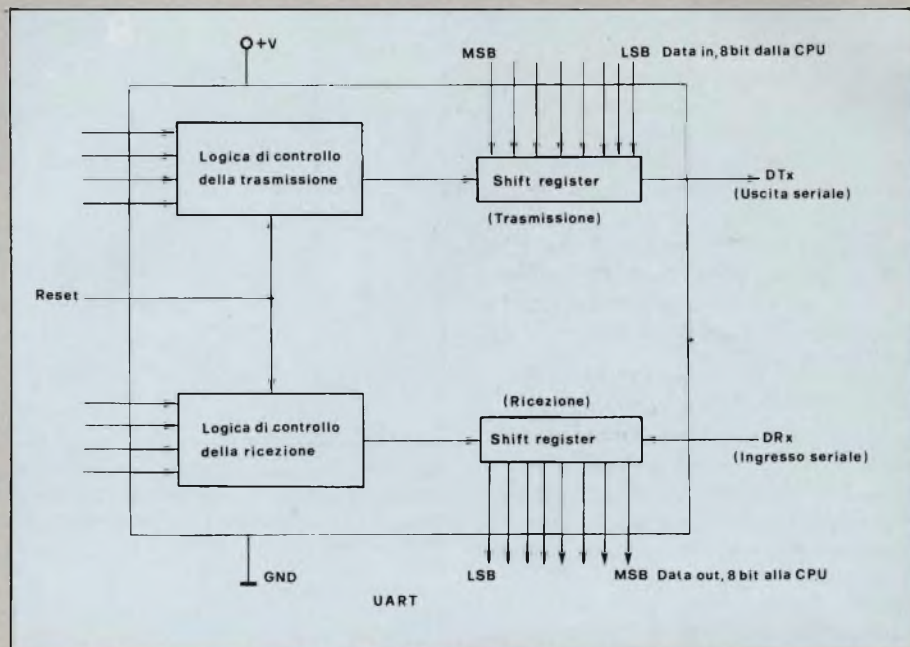 +V
MSB
LSB Data in, 8 bit dalla CPU
Logica di controllo
della trasmissione
Shift register
(Trasmissione)
DTx
(Uscita seriale)
Reset
Logica di controllo
della ricezione
(Ricezione)
Shift register
DRx
(Ingresso seriale)
GND
LSB
MSB Data out, 8 bit alla CPU
UART